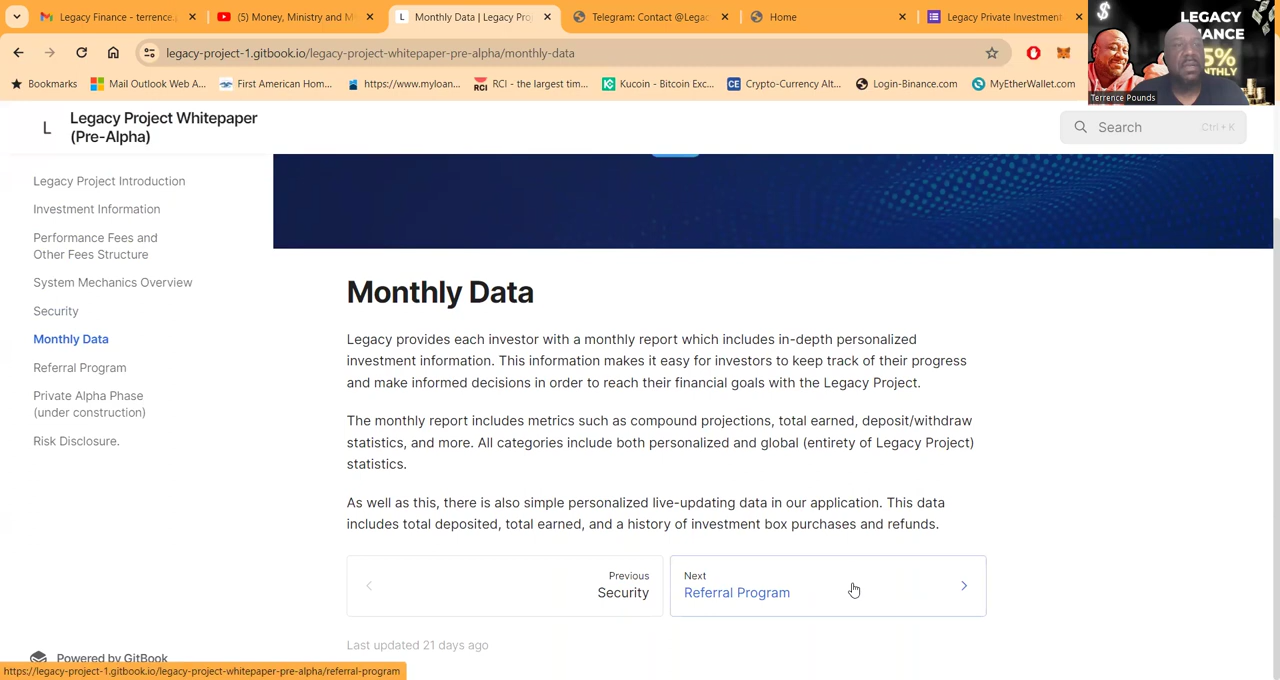 Legacy Finance - terrence.
(5) Money, Ministry and M
L Monthly Data | Legacy Pro
Telegram: Contact @Legac
Home
Legacy Private Investment
legacy-project-1.gitbook.io/legacy-project-whitepaper-pre-alpha/monthly-data
Bookmarks
Mail Outlook Web A...
First American Hom...
https://www.myloan...
RCI
RCI - the largest tim...
Kucoin - Bitcoin Exc...
CE
Crypto-Currency Alt...
Login-Binance.com
MyEtherWallet.com
$
LEGACY
NANCE
5%
NTHLY
Terrence Pounds
L
Legacy Project Whitepaper
(Pre-Alpha)
Search
Ctrl + K
Legacy Project Introduction
Investment Information
Performance Fees and
Other Fees Structure
System Mechanics Overview
Security
Monthly Data
Referral Program
Private Alpha Phase
(under construction)
Risk Disclosure.
Monthly Data
Legacy provides each investor with a monthly report which includes in-depth personalized
investment information. This information makes it easy for investors to keep track of their progress
and make informed decisions in order to reach their financial goals with the Legacy Project.
The monthly report includes metrics such as compound projections, total earned, deposit/withdraw
statistics, and more. All categories include both personalized and global (entirety of Legacy Project)
statistics.
As well as this, there is also simple personalized live-updating data in our application. This data
includes total deposited, total earned, and a history of investment box purchases and refunds.
Previous
Security
Next
Referral Program
Last updated 21 days ago
Powered by GitBook
https://legacy-project-1.gitbook.io/legacy-project-whitepaper-pre-alpha/referral-program